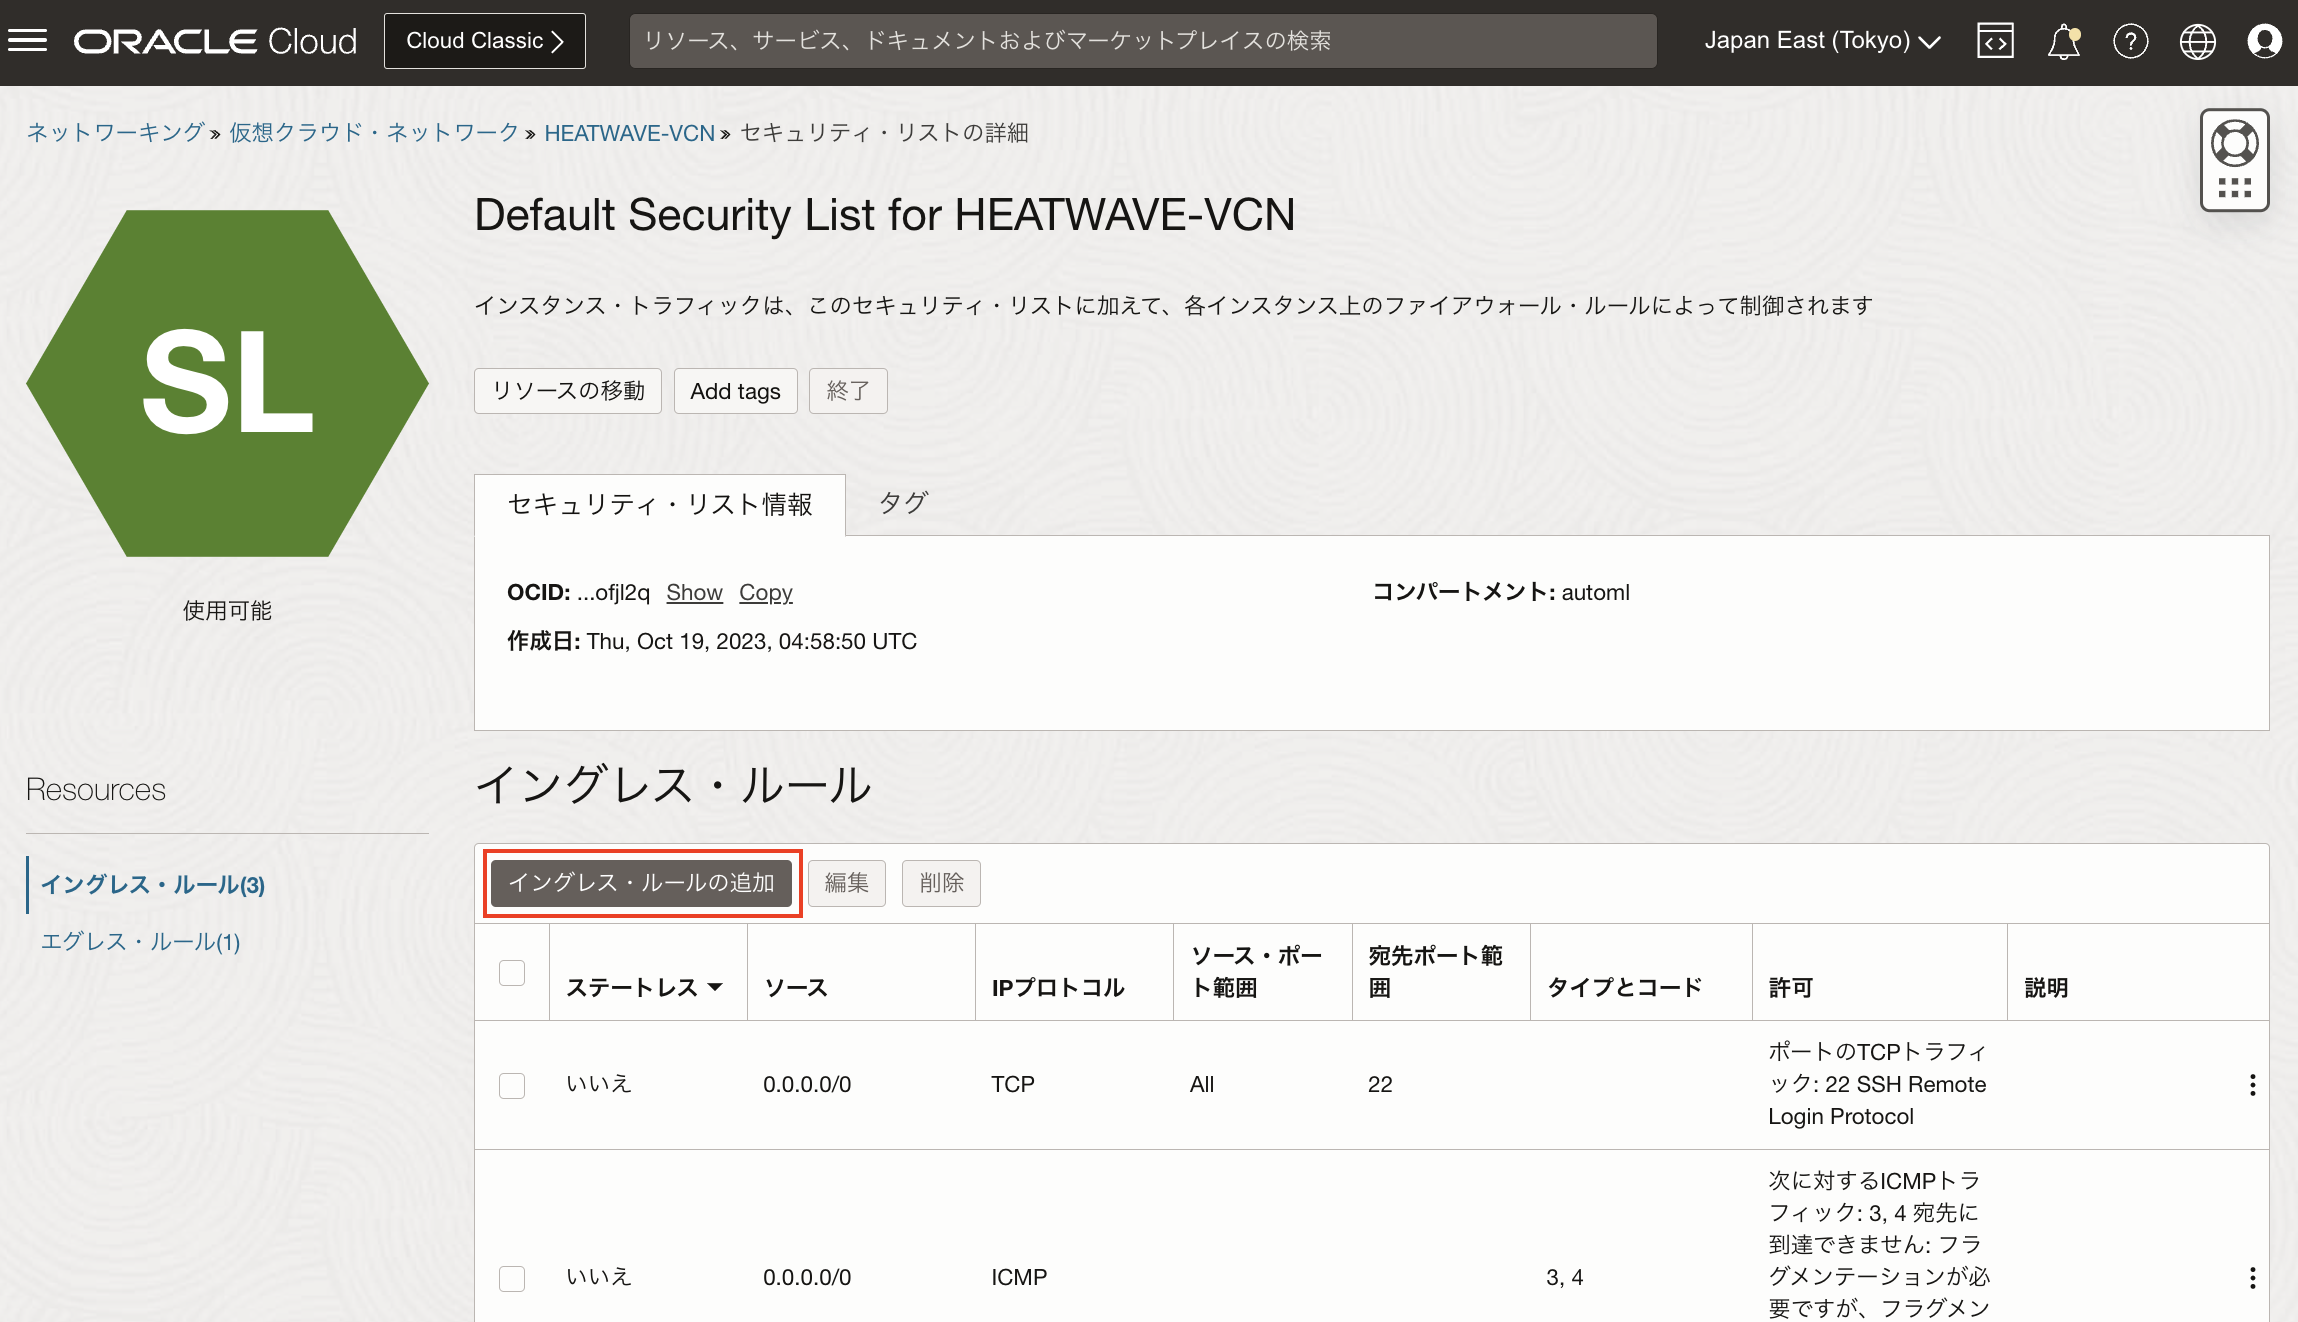 ORACLE Cloud
Cloud Classic
リソース、サービス、ドキュメントおよびマーケットプレイスの検索
Japan East (Tokyo)
ネットワーキング » 仮想クラウド・ネットワーク » HEATWAVE-VCN » セキュリティ・リストの詳細
SL
使用可能
Default Security List for HEATWAVE-VCN
インスタンス・トラフィックは、このセキュリティ・リストに加えて、各インスタンス上のファイアウォール・ルールによって制御されます
リソースの移動
Add tags
終了
セキュリティ・リスト情報
タグ
OCID: ...ofjl2q Show Copy
コンパートメント: automl
作成日: Thu, Oct 19, 2023, 04:58:50 UTC
Resources
イングレス・ルール(3)
エグレス・ルール(1)
イングレス・ルール
イングレス・ルールの追加
編集
削除
ステートレス
ソース
IPプロトコル
ソース・ポー
ト範囲
宛先ポート範
囲
タイプとコード
許可
説明
いいえ
0.0.0.0/0
TCP
All
22
ポートのTCPトラフィ
ック: 22 SSH Remote
Login Protocol
いいえ
0.0.0.0/0
ICMP
3, 4
次に対するICMPトラ
フィック: 3, 4 宛先に
到達できません: フラ
グメンテーションが必
要ですが、フラグメン